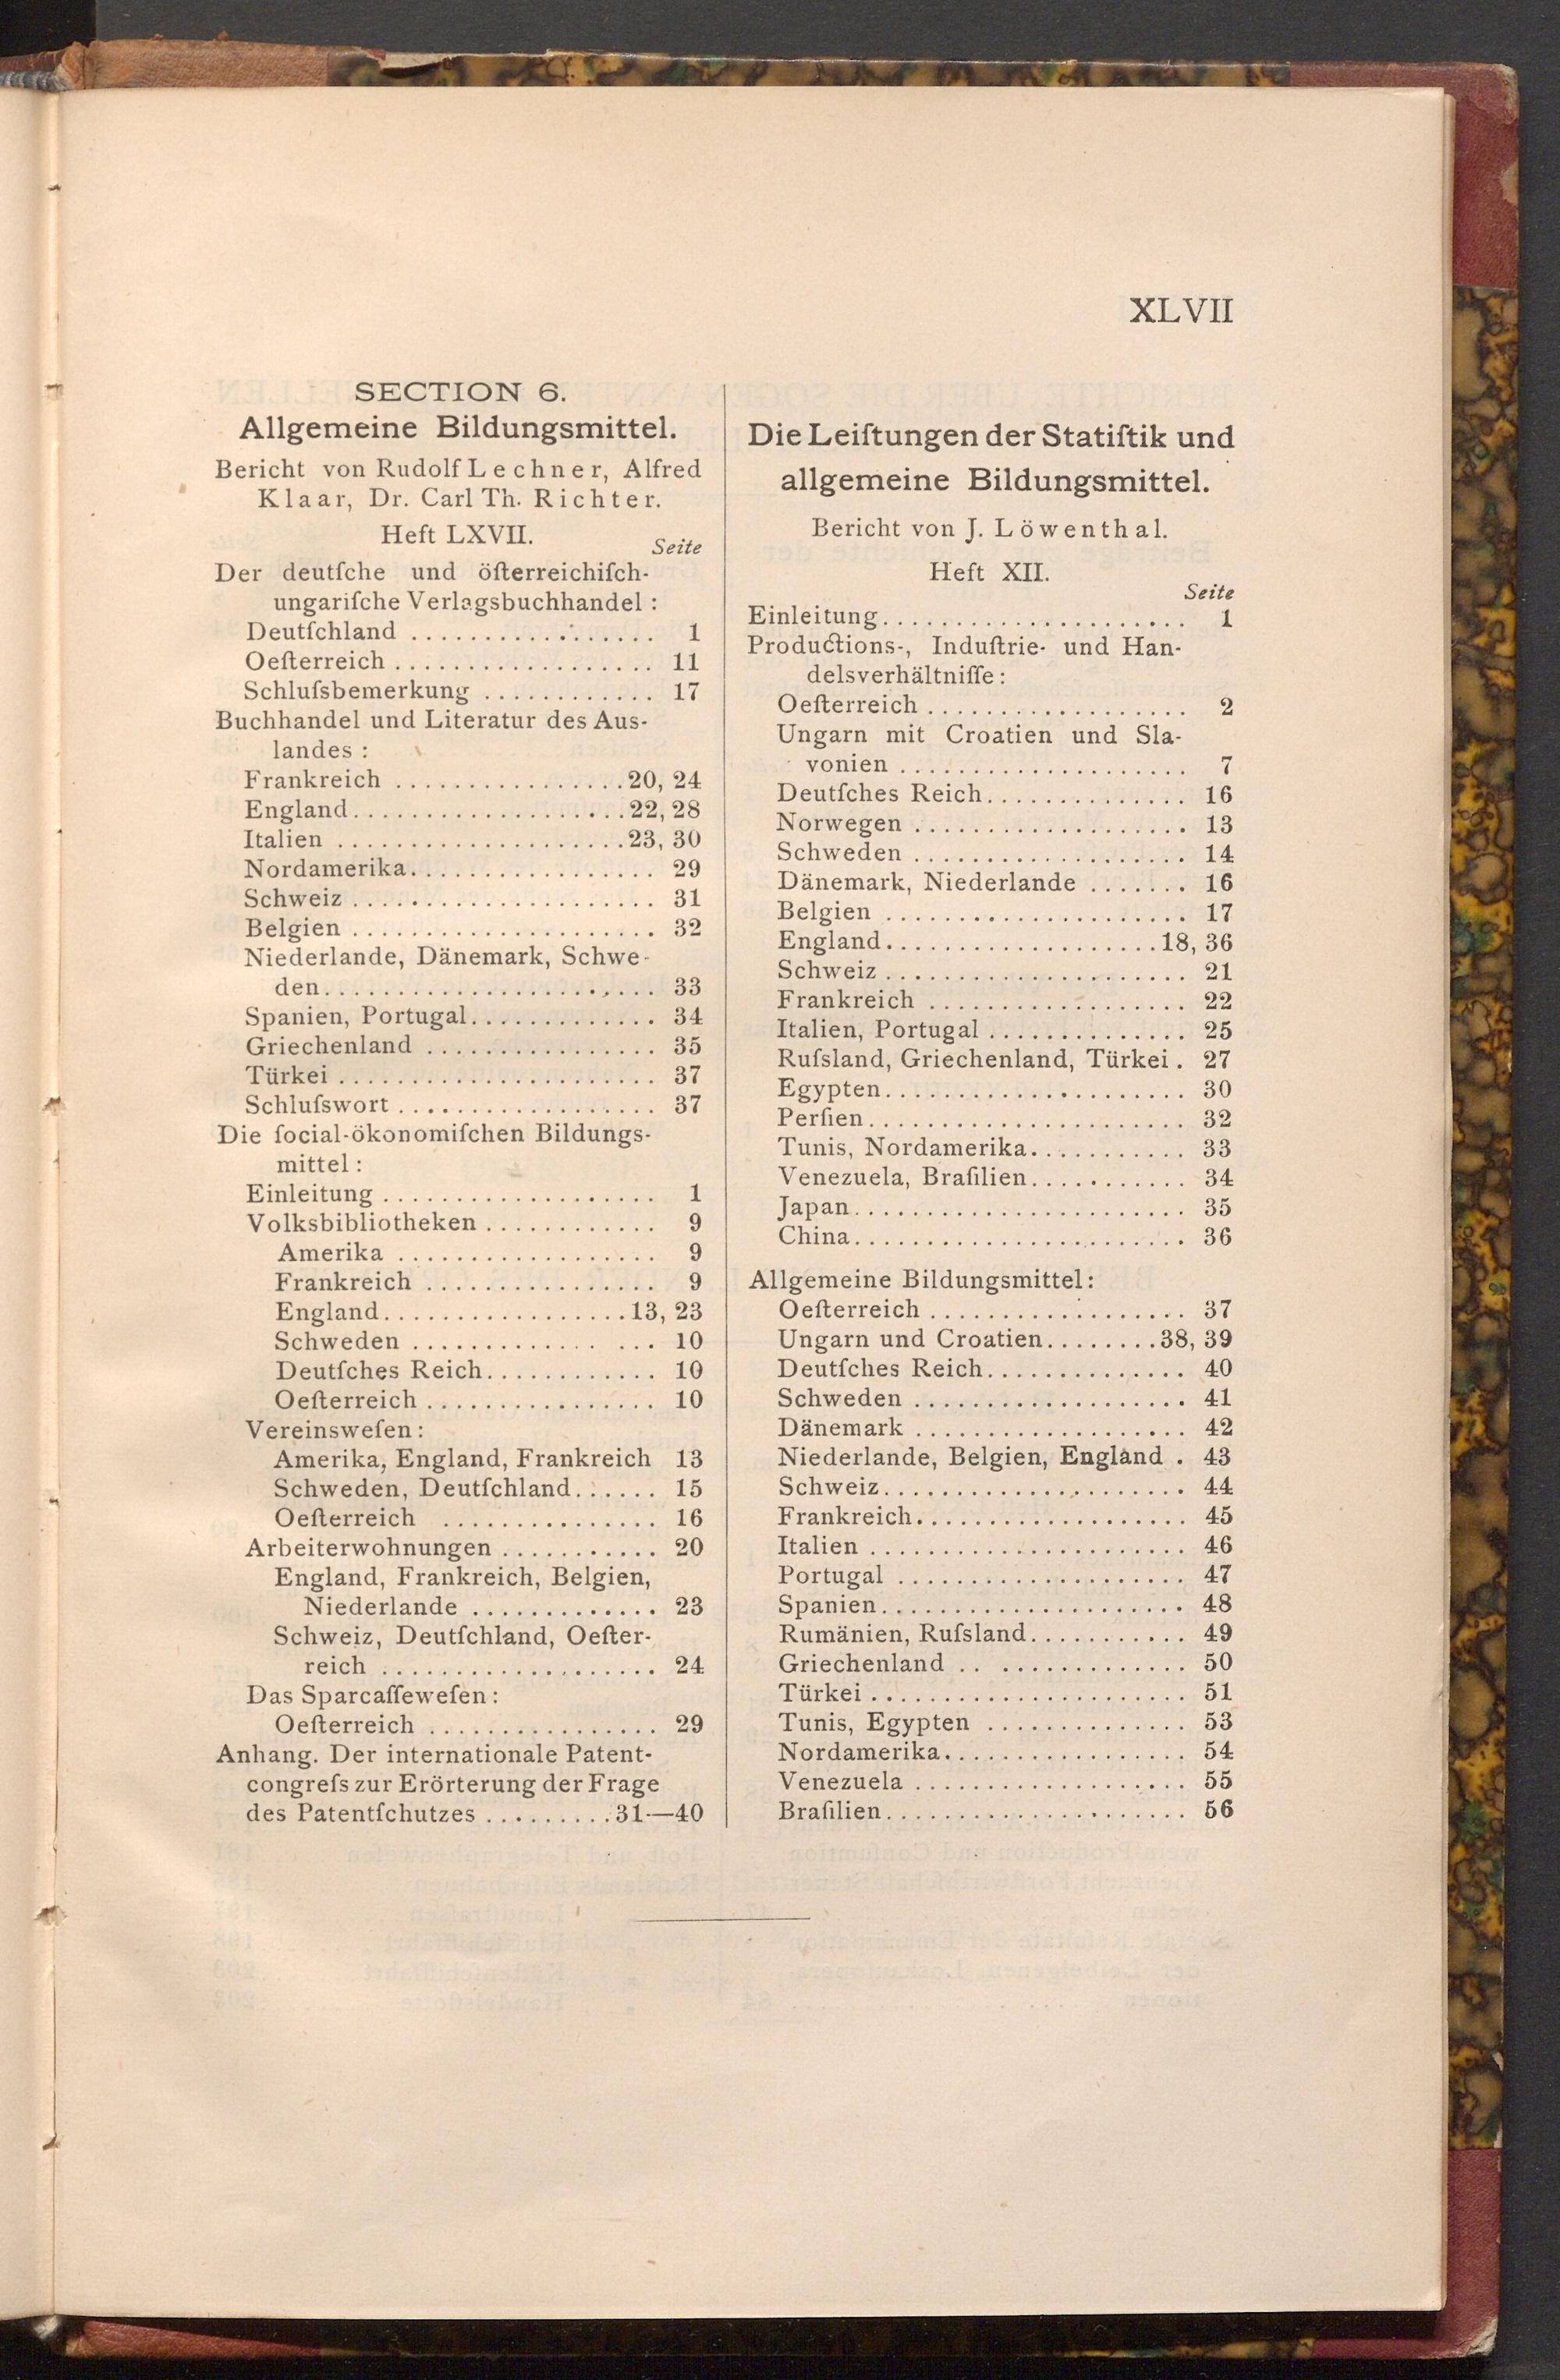 XLVII
SECTION 6.
Allgemeine Bildungsmittel.
Bericht von Rudolf Lechner, Alfred
Klaar, Dr. Carl Th. Richter.
Heft LXVII.
Seite
Der deutſche und öſterreichiſch-
ungariſche Verlagsbuchhandel :
Deutſchland ................. 1
Oeſterreich .................. 11
Schluſsbemerkung ............ 17
Buchhandel und Literatur des Aus-
landes :
Frankreich ................20, 24
England...................22, 28
Italien ....................23, 30
Nordamerika................. 29
Schweiz ..................... 31
Belgien ..................... 32
Niederlande, Dänemark, Schwe-
den....................... 33
Spanien, Portugal............. 34
Griechenland ................ 35
Türkei ...................... 37
Schluſswort .................. 37
Die ſocial-ökonomiſchen Bildungs-
mittel :
Einleitung ................... 1
Volksbibliotheken ............ 9
Amerika .................. 9
Frankreich ................ 9
England.................13, 23
Schweden ............. ... 10
Deutſches Reich............ 10
Oeſterreich ................ 10
Vereinsweſen :
Amerika, England, Frankreich 13
Schweden, Deutſchland...... 15
Oeſterreich ............... 16
Arbeiterwohnungen ........... 20
England, Frankreich, Belgien,
Niederlande ............. 23
Schweiz, Deutſchland, Oeſter-
reich ................... 24
Das Sparcaſſeweſen :
Oeſterreich ................ 29
Anhang. Der internationale Patent-
congreſs zur Erörterung der Frage
des Patentſchutzes .........31—40
Die Leiſtungen der Statiſtik und
allgemeine Bildungsmittel.
Bericht von J. Löwenthal.
Heft XII.
Seite
Einleitung..................... 1
Productions-, Induſtrie- und Han-
delsverhältniſſe :
Oeſterreich .................. 2
Ungarn mit Croatien und Sla-
vonien .................... 7
Deutſches Reich.............. 16
Norwegen ................... 13
Schweden ................... 14
Dänemark, Niederlande ....... 16
Belgien ..................... 17
England...................18, 36
Schweiz ..................... 21
Frankreich .................. 22
Italien, Portugal .............. 25
Ruſsland, Griechenland, Türkei . 27
Egypten..................... 30
Perſien...................... 32
Tunis, Nordamerika........... 33
Venezuela, Braſilien........... 34
Japan....................... 35
China....................... 36
Allgemeine Bildungsmittel:
Oeſterreich .................. 37
Ungarn und Croatien........38, 39
Deutſches Reich.............. 40
Schweden ................... 41
Dänemark ................... 42
Niederlande, Belgien, England . 43
Schweiz..................... 44
Frankreich................... 45
Italien ...................... 46
Portugal .................... 47
Spanien..................... 48
Rumänien, Ruſsland........... 49
Griechenland .. ............. 50
Türkei ...................... 51
Tunis, Egypten .............. 53
Nordamerika................. 54
Venezuela ................... 55
Braſilien..................... 56